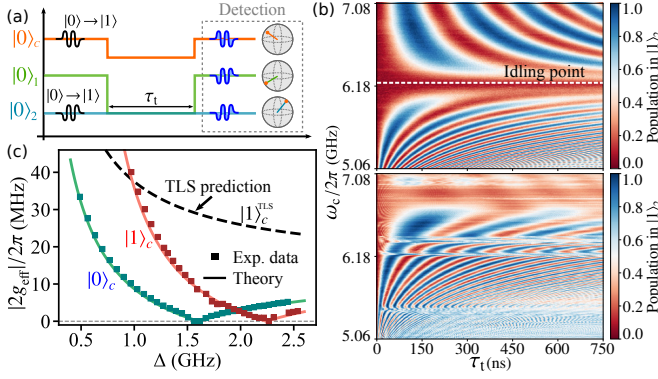 (a)
|0⟩→|1⟩
Detection
|0⟩c
|0⟩1
|0⟩→|1⟩
τt
|0⟩2
(b)
7.08
6.18
5.06
Idling point
1.0
0.8
0.6
0.4
0.2
0.0
Population in |1⟩1
ωc/2π (GHz)
7.08
6.18
5.06
0
150
300
450
600
750
τt (ns)
1.0
0.8
0.6
0.4
0.2
0.0
Population in |1⟩1
(c)
|2geff|/2π (MHz)
40
30
20
10
0
TLS prediction
|1⟩cTLS
|0⟩c
|1⟩c
Exp. data
Theory
0.5
1.0
1.5
2.0
2.5
Δ (GHz)